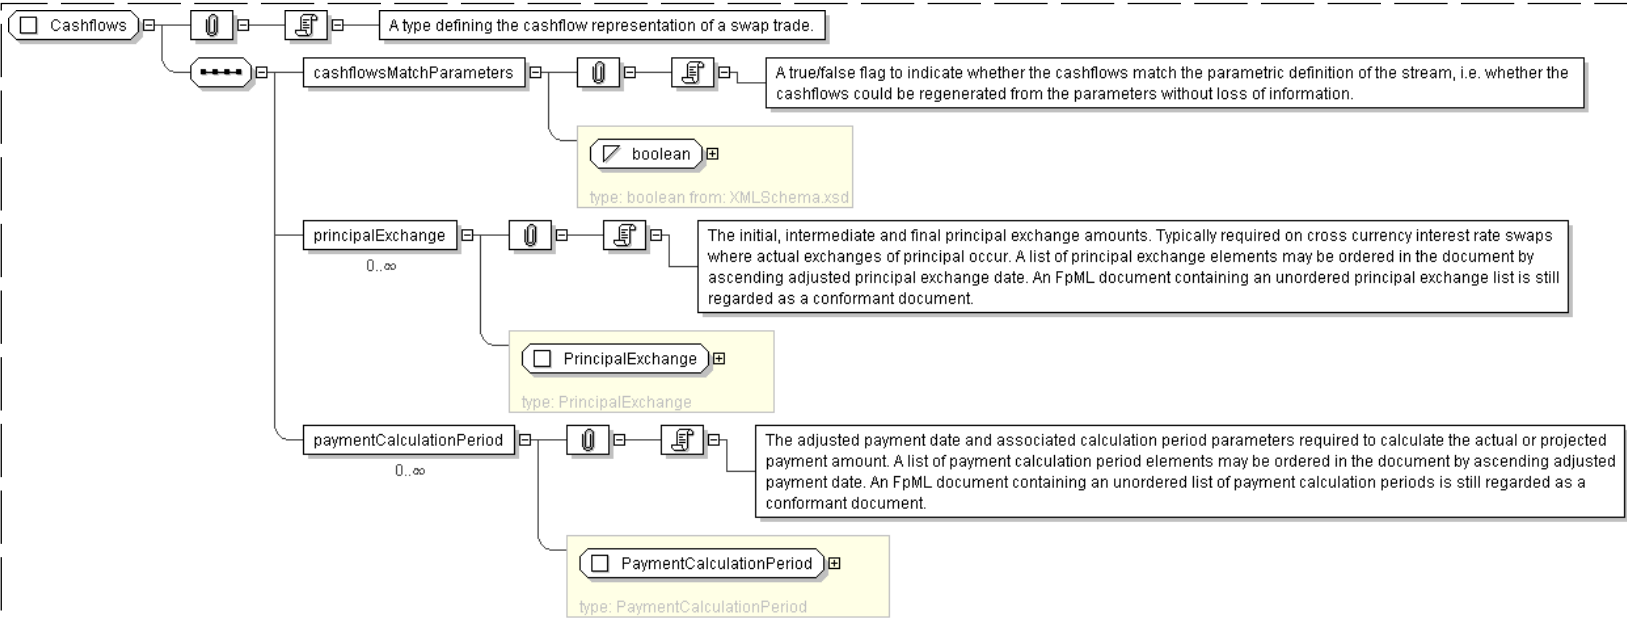 Cashflows
A type defining the cashflow representation of a swap trade.
cashflowsMatchParameters
A true/false flag to indicate whether the cashflows match the parametric definition of the stream, i.e. whether the
cashflows could be regenerated from the parameters without loss of information.
boolean
type: boolean from: XMLSchema.xsd
principalExchange
0..∞
The initial, intermediate and final principal exchange amounts. Typically required on cross currency interest rate swaps
where actual exchanges of principal occur. A list of principal exchange elements may be ordered in the document by
ascending adjusted principal exchange date. An FpML document containing an unordered principal exchange list is still
regarded as a conformant document.
PrincipalExchange
type: PrincipalExchange
paymentCalculationPeriod
0..∞
The adjusted payment date and associated calculation period parameters required to calculate the actual or projected
payment amount. A list of payment calculation period elements may be ordered in the document by ascending adjusted
payment date. An FpML document containing an unordered list of payment calculation periods is still regarded as a
conformant document.
PaymentCalculationPeriod
type: PaymentCalculationPeriod